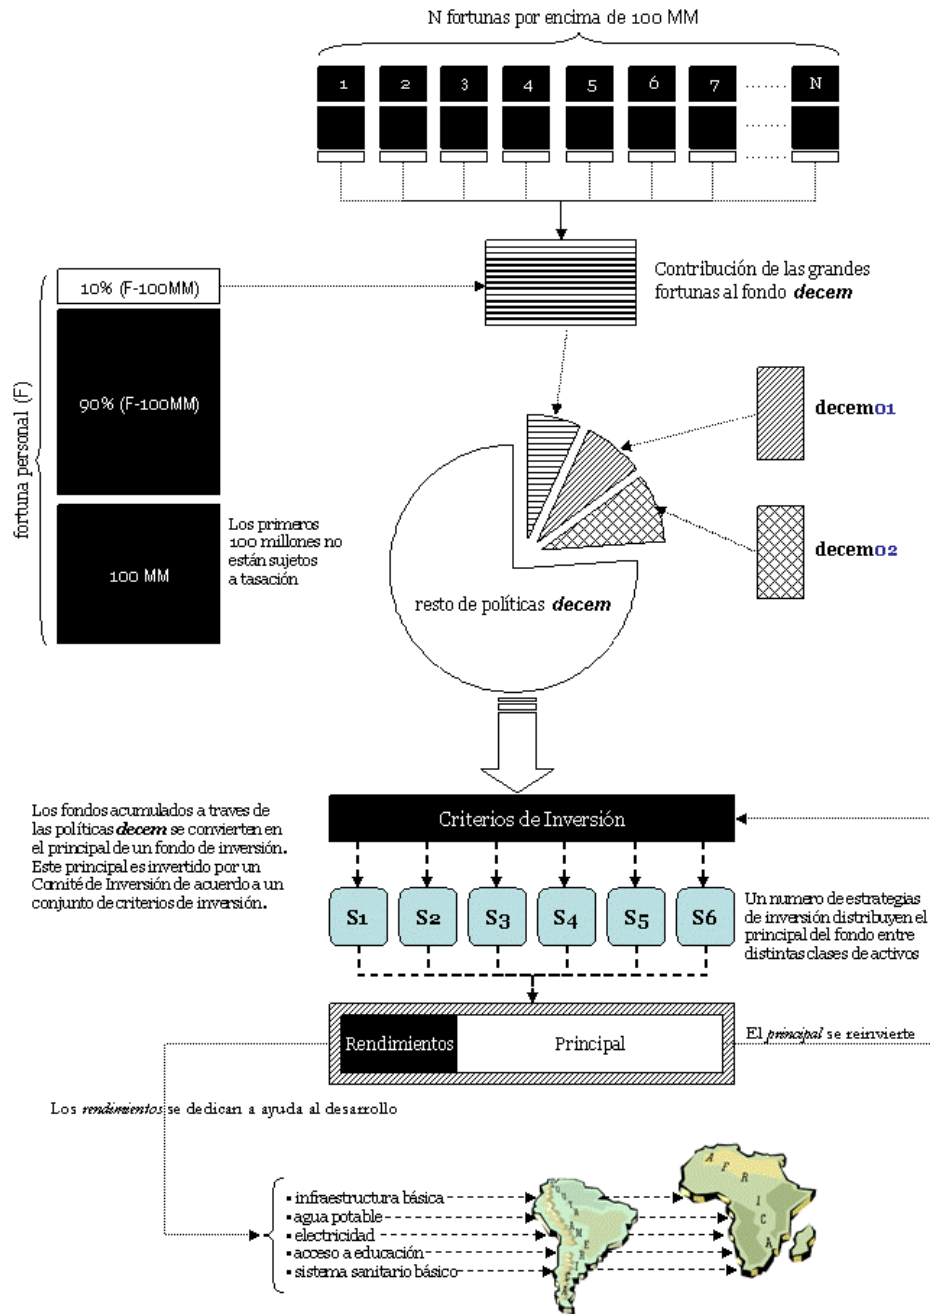 N fortunas por encima de 100 MM
1 2 3 4 5 6 7 ....... N
10% (F-100MM)
90% (F-100MM)
100 MM
fortuna personal (F)
Los primeros
100 millones no
están sujetos
a tasación
Contribución de las grandes
fortunas al fondo decem
decem01
decem02
resto de políticas decem
Los fondos acumulados a traves de
las políticas decem se convierten en
el principal de un fondo de inversión.
Este principal es invertido por un
Comité de Inversión de acuerdo a un
conjunto de criterios de inversión.
Criterios de Inversión
S1 S2 S3 S4 S5 S6
Un numero de estrategias
de inversión distribuyen el
principal del fondo entre
distintas clases de activos
Rendimientos
Principal
El principal se reinvierte
Los rendimientos se dedican a ayuda al desarrollo
▪ infraestructura básica
▪ agua potable
▪ electricidad
▪ acceso a educación
▪ sistema sanitario básico
AFRICA